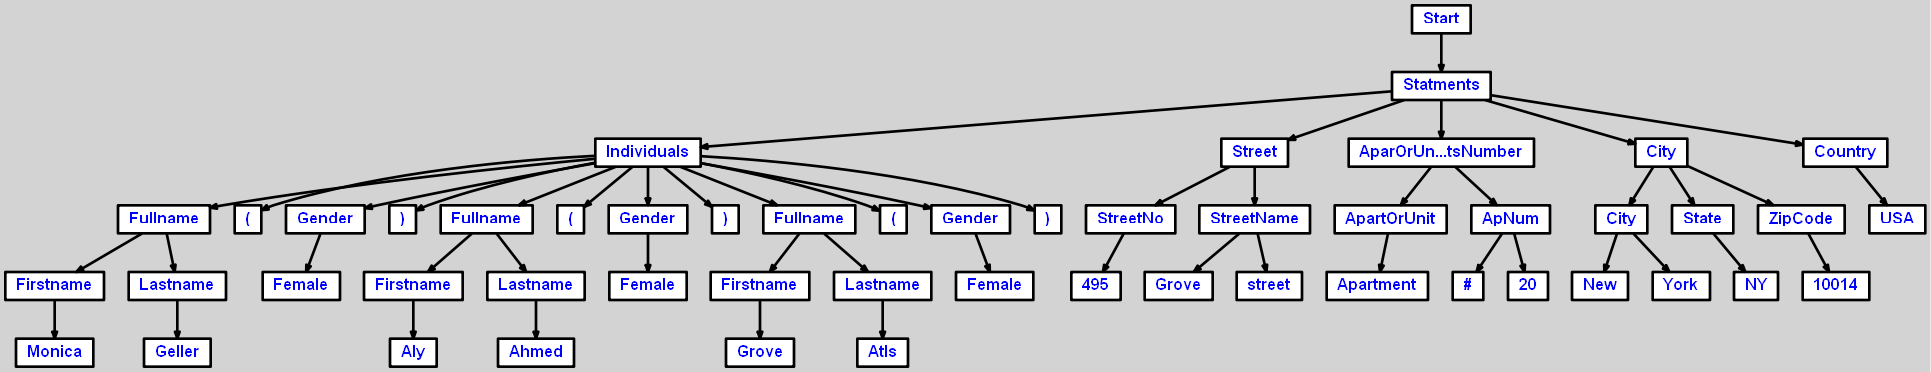 Start
Statments
Individuals Street AparOrUn...tsNumber City Country
Fullname ( Gender ) Fullname ( Gender ) Fullname ( Gender ) StreetNo StreetName ApartOrUnit ApNum City State ZipCode USA
Firstname Lastname Female Firstname Lastname Female Firstname Lastname Female 495 Grove street Apartment # 20 New York NY 10014
Monica Geller Aly Ahmed Grove Atls